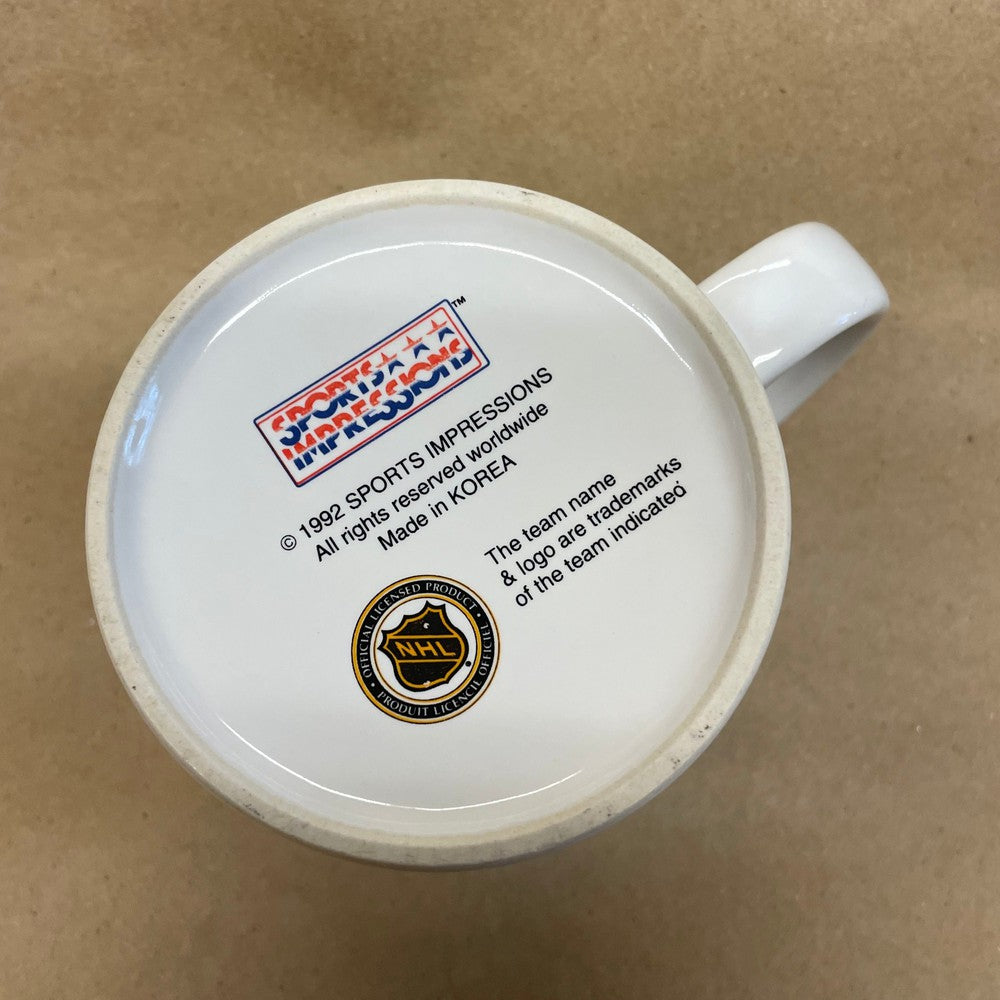 SPORTS
IMPRESSIONS
TM
© 1992 SPORTS IMPRESSIONS
All rights reserved worldwide
Made in KOREA
The team name
& logo are trademarks
of the team indicated
OFFICIAL LICENSED PRODUCT
NHL
PRODUIT LICENCIÉ OFFICIEL